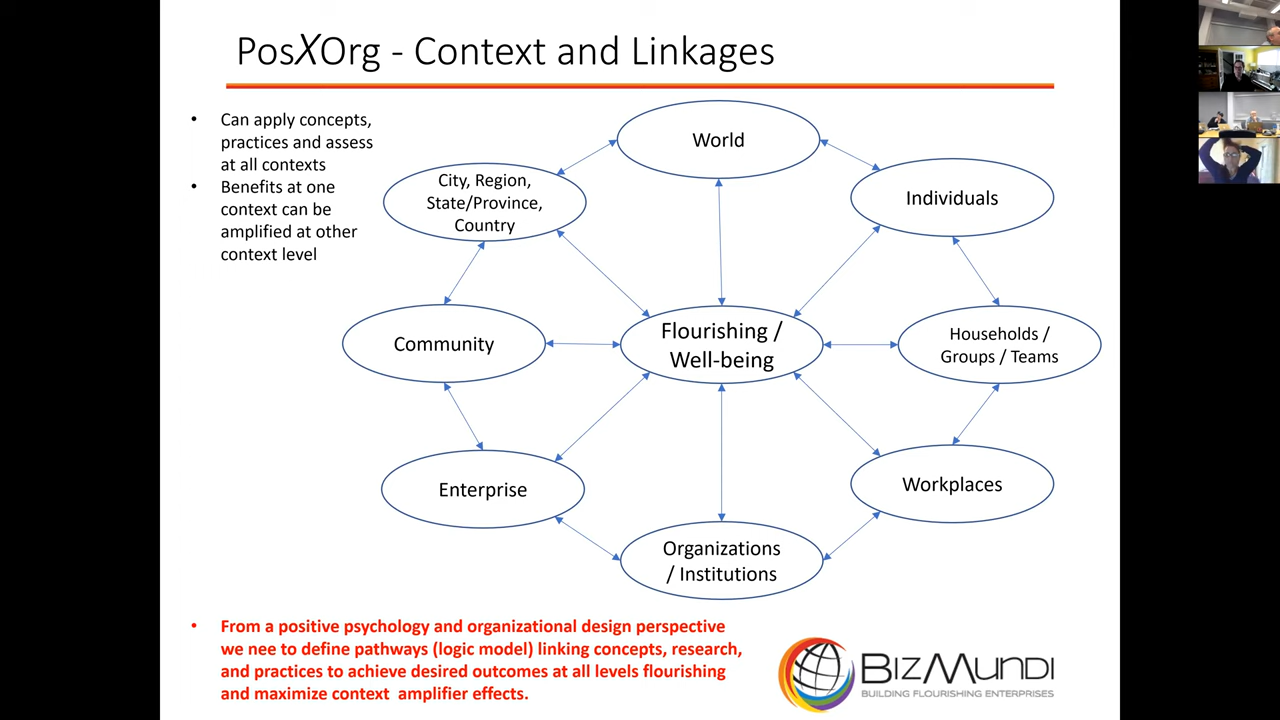 PosXOrg - Context and Linkages
• Can apply concepts,
practices and assess
at all contexts
• Benefits at one
context can be
amplified at other
context level
World
City, Region,
State/Province,
Country
Individuals
Community
Flourishing /
Well-being
Households /
Groups / Teams
Enterprise
Workplaces
Organizations
/ Institutions
• From a positive psychology and organizational design perspective
we nee to define pathways (logic model) linking concepts, research,
and practices to achieve desired outcomes at all levels flourishing
and maximize context amplifier effects.
BIZMUNDI
BUILDING FLOURISHING ENTERPRISES